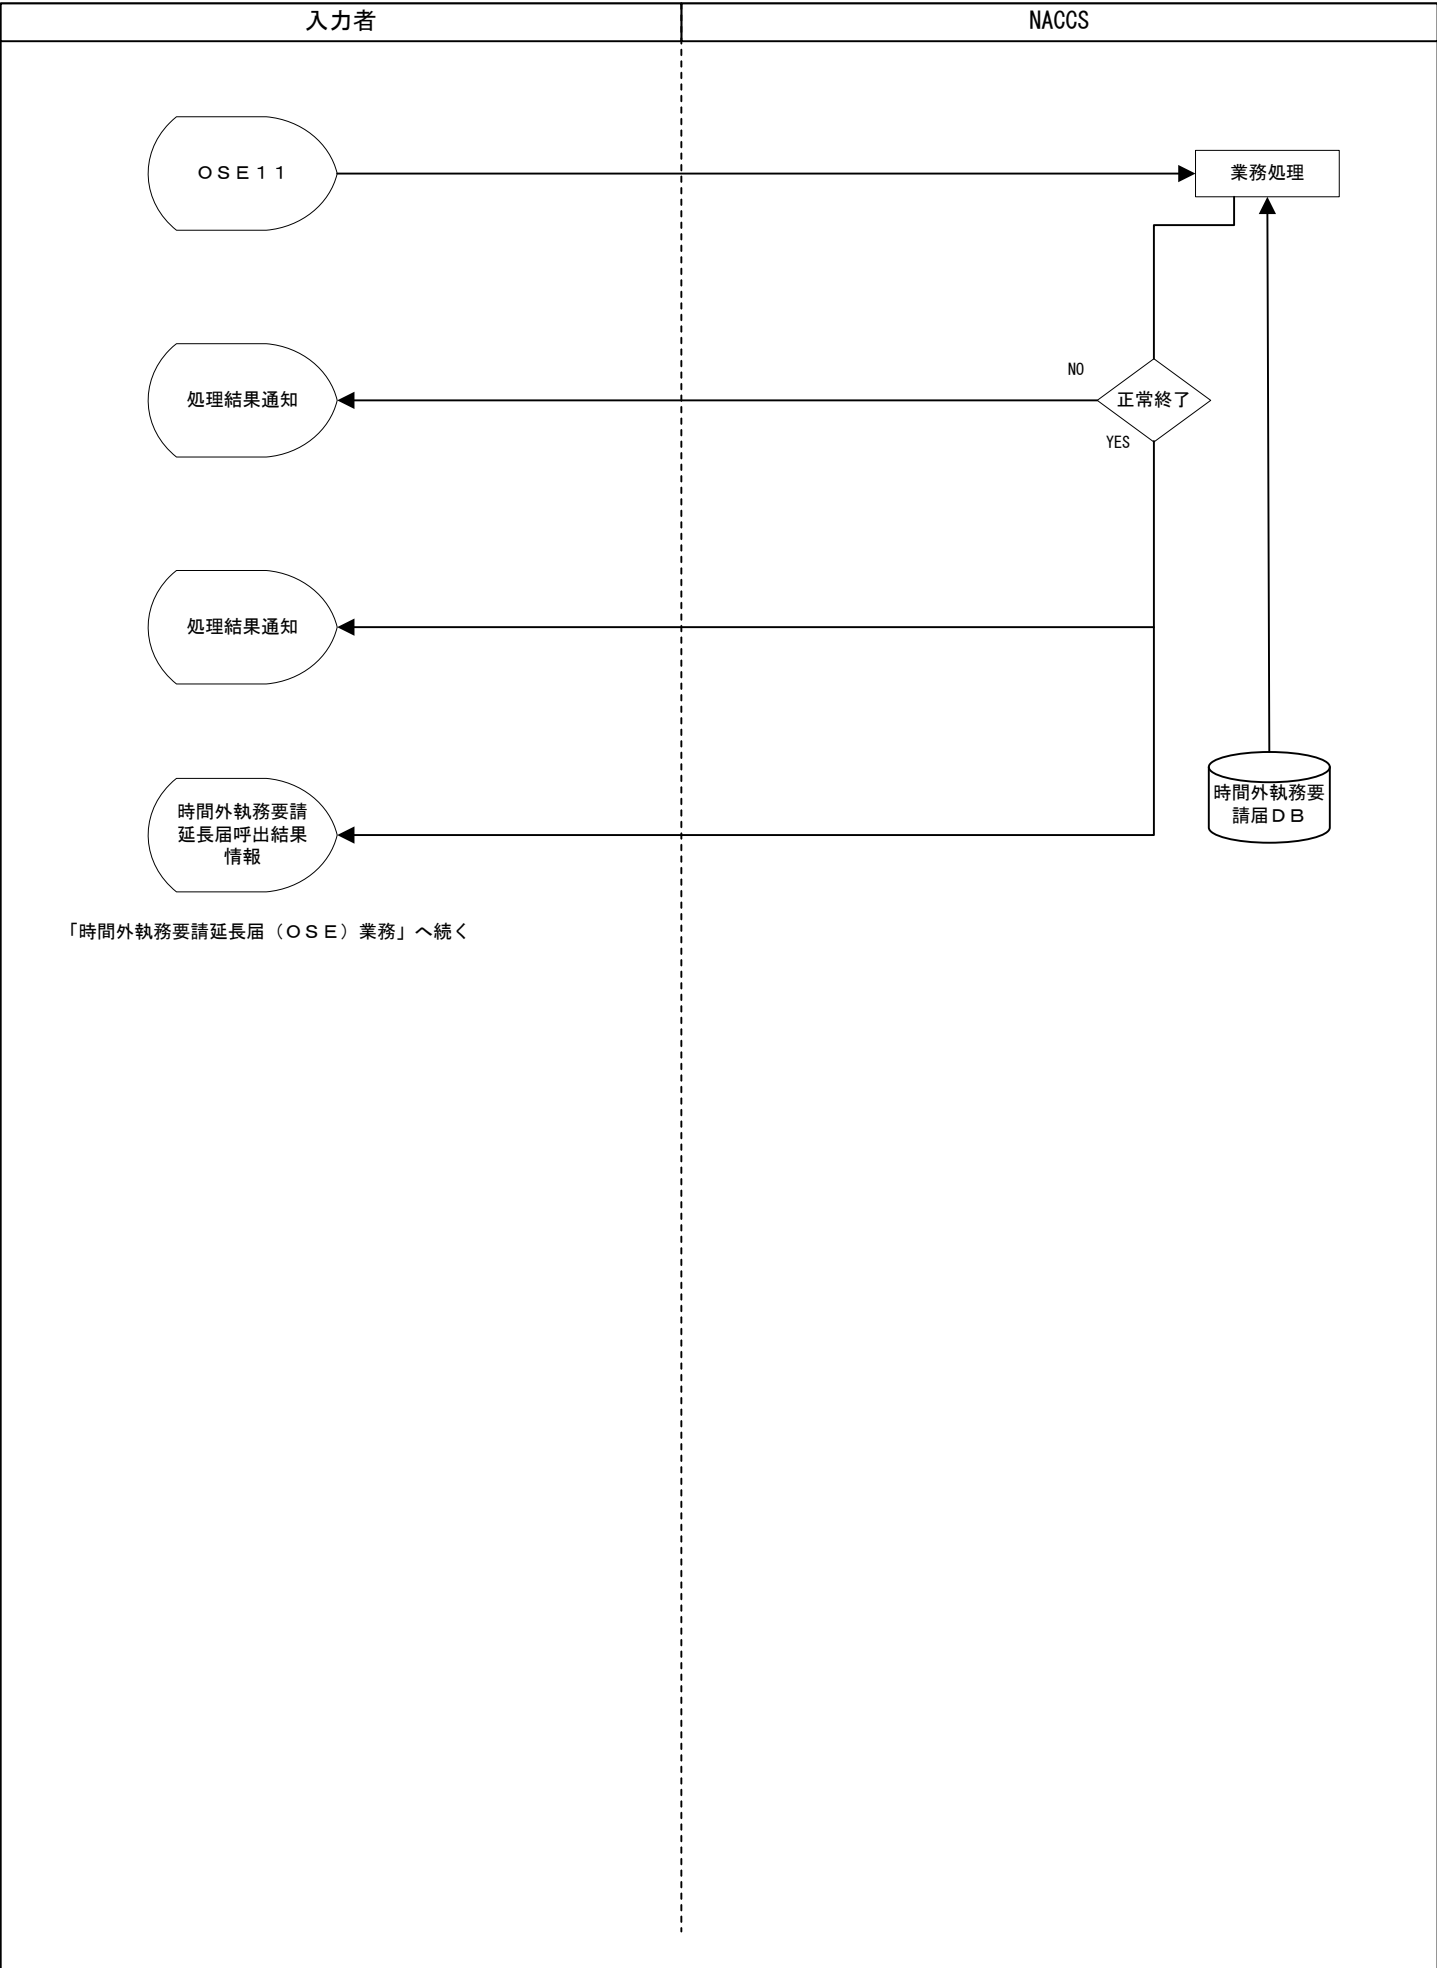 入力者
NACCS
ＯＳＥ１１
業務処理
NO
処理結果通知
正常終了
YES
処理結果通知
時間外執務要請
延長届呼出結果
情報
時間外執務要
請届ＤＢ
「時間外執務要請延長届（ＯＳＥ）業務」へ続く